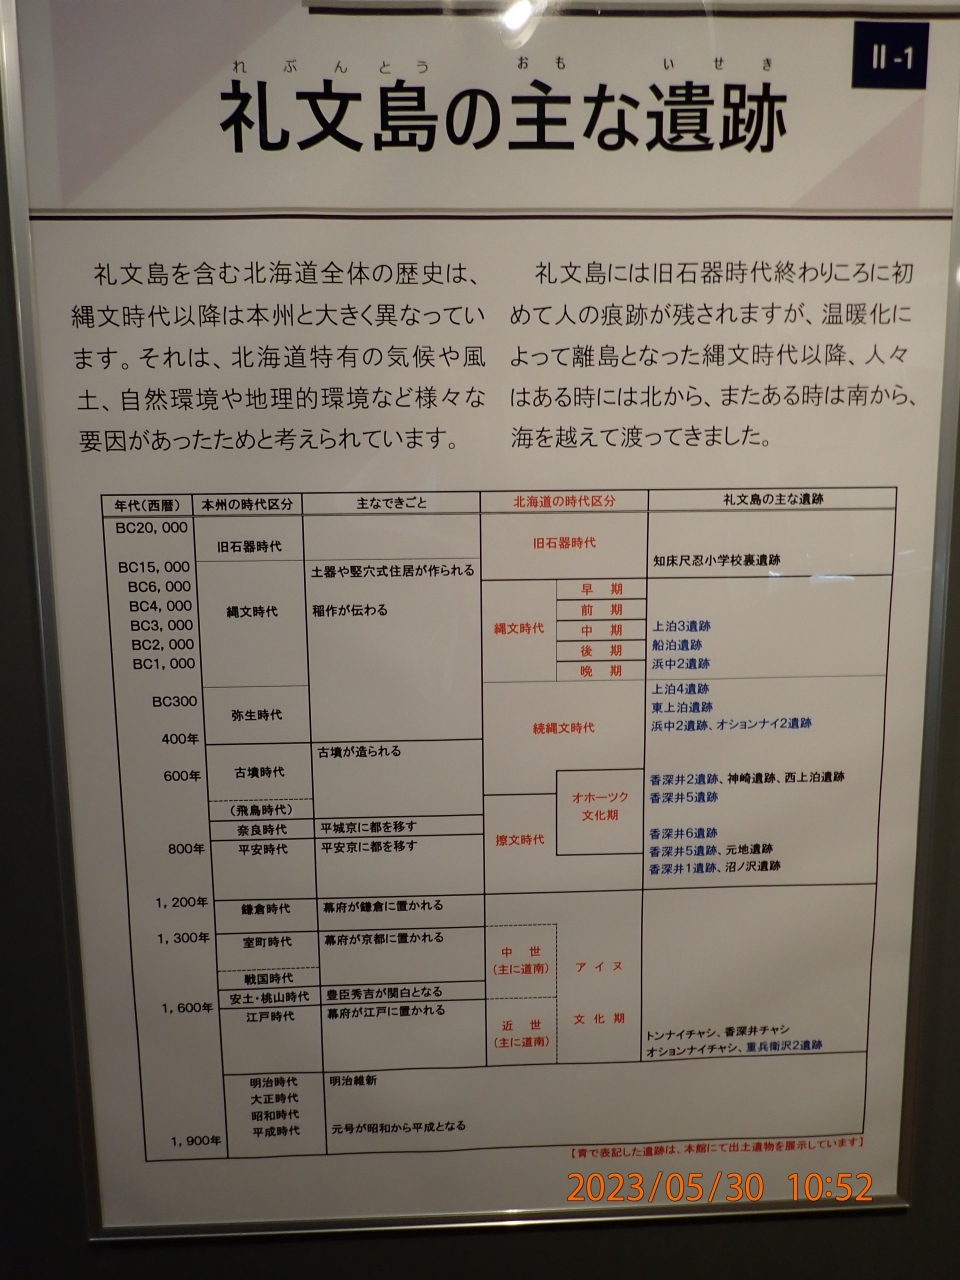 II-1
れぶんとう おも いせき
礼文島の主な遺跡
礼文島を含む北海道全体の歴史は、
縄文時代以降は本州と大きく異なってい
ます。それは、北海道特有の気候や風
土、自然環境や地理的環境など様々な
要因があったためと考えられています。
礼文島には旧石器時代終わりころに初
めて人の痕跡が残されますが、温暖化に
よって離島となった縄文時代以降、人々
はある時には北から、またある時は南から、
海を越えて渡ってきました。
年代(西暦) 本州の時代区分 主なできごと 北海道の時代区分 礼文島の主な遺跡
BC20,000
旧石器時代 旧石器時代
知床尺忍小学校裏遺跡
BC15,000 土器や竪穴式住居が作られる
BC6,000 早 期
BC4,000 縄文時代 稲作が伝わる 前 期
BC3,000 縄文時代 中 期 上泊3遺跡
BC2,000 後 期 船泊遺跡
BC1,000 晩 期 浜中2遺跡
上泊4遺跡
BC300 弥生時代 東上泊遺跡
続縄文時代 浜中2遺跡、オションナイ2遺跡
400年
古墳が造られる
600年 古墳時代 香深井2遺跡、神崎遺跡、西上泊遺跡
オホーツク 香深井5遺跡
(飛鳥時代) 文化期
奈良時代 平城京に都を移す 香深井6遺跡
800年 平安時代 平安京に都を移す 擦文時代 香深井5遺跡、元地遺跡
香深井1遺跡、沼ノ沢遺跡
1,200年 鎌倉時代 幕府が鎌倉に置かれる
1,300年 室町時代 幕府が京都に置かれる
中 世
(主に道南) アイヌ
戦国時代
安土・桃山時代 豊臣秀吉が関白となる
1,600年 江戸時代 幕府が江戸に置かれる
近 世 文化期
(主に道南)
トンナイチャシ、香深井チャシ
オションナイチャシ、重兵衛沢2遺跡
明治時代 明治維新
大正時代
昭和時代
平成時代 元号が昭和から平成となる
1,900年
【青で表記した遺跡は、本館にて出土遺物を展示しています】
2023/05/30 10:52